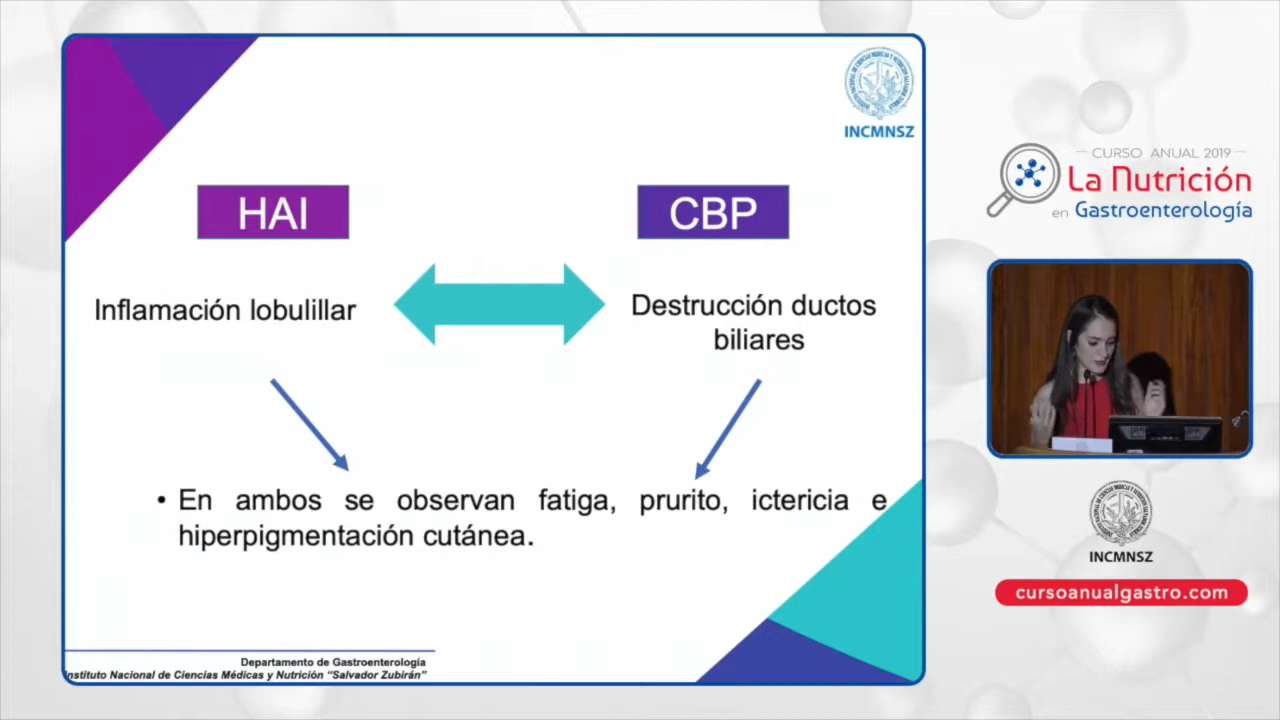 INCMNSZ
HAI
CBP
Inflamación lobulillar
Destrucción ductos
biliares
• En ambos se observan fatiga, prurito, ictericia e
hiperpigmentación cutánea.
Departamento de Gastroenterología
Instituto Nacional de Ciencias Médicas y Nutrición “Salvador Zubirán”
CURSO ANUAL 2019
La Nutrición
en Gastroenterología
INCMNSZ
cursoanualgastro.com